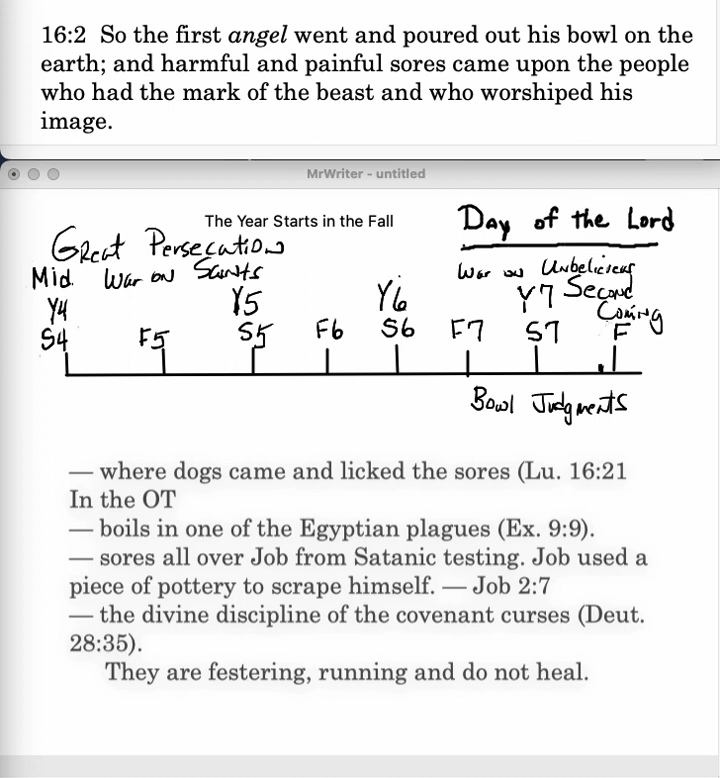 16:2 So the first angel went and poured out his bowl on the
earth; and harmful and painful sores came upon the people
who had the mark of the beast and who worshiped his
image.
MrWriter - untitled
The Year Starts in the Fall
Day of the Lord
Great Persecution
Mid. War on Saints
War on Unbelievers
Y4 Y5 Y6 Y7 Second
Coming
S4 F5 S5 F6 S6 F7 S7 F
Bowl Judgments
— where dogs came and licked the sores (Lu. 16:21
In the OT
— boils in one of the Egyptian plagues (Ex. 9:9).
— sores all over Job from Satanic testing. Job used a
piece of pottery to scrape himself. — Job 2:7
— the divine discipline of the covenant curses (Deut.
28:35).
They are festering, running and do not heal.